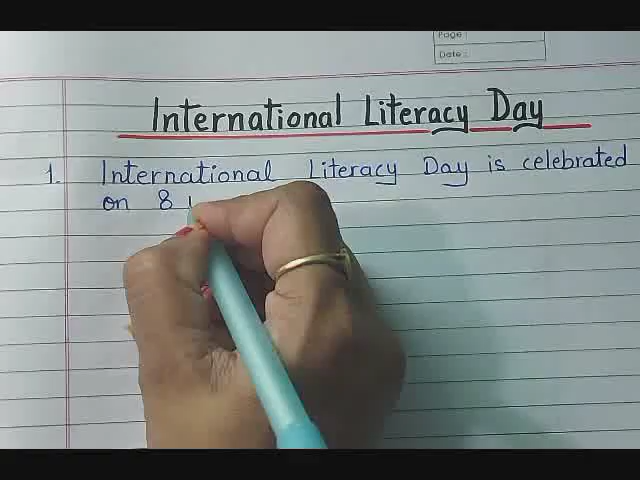 Page :
Date :
International Literacy Day
1. International Literacy Day is celebrated
on 8